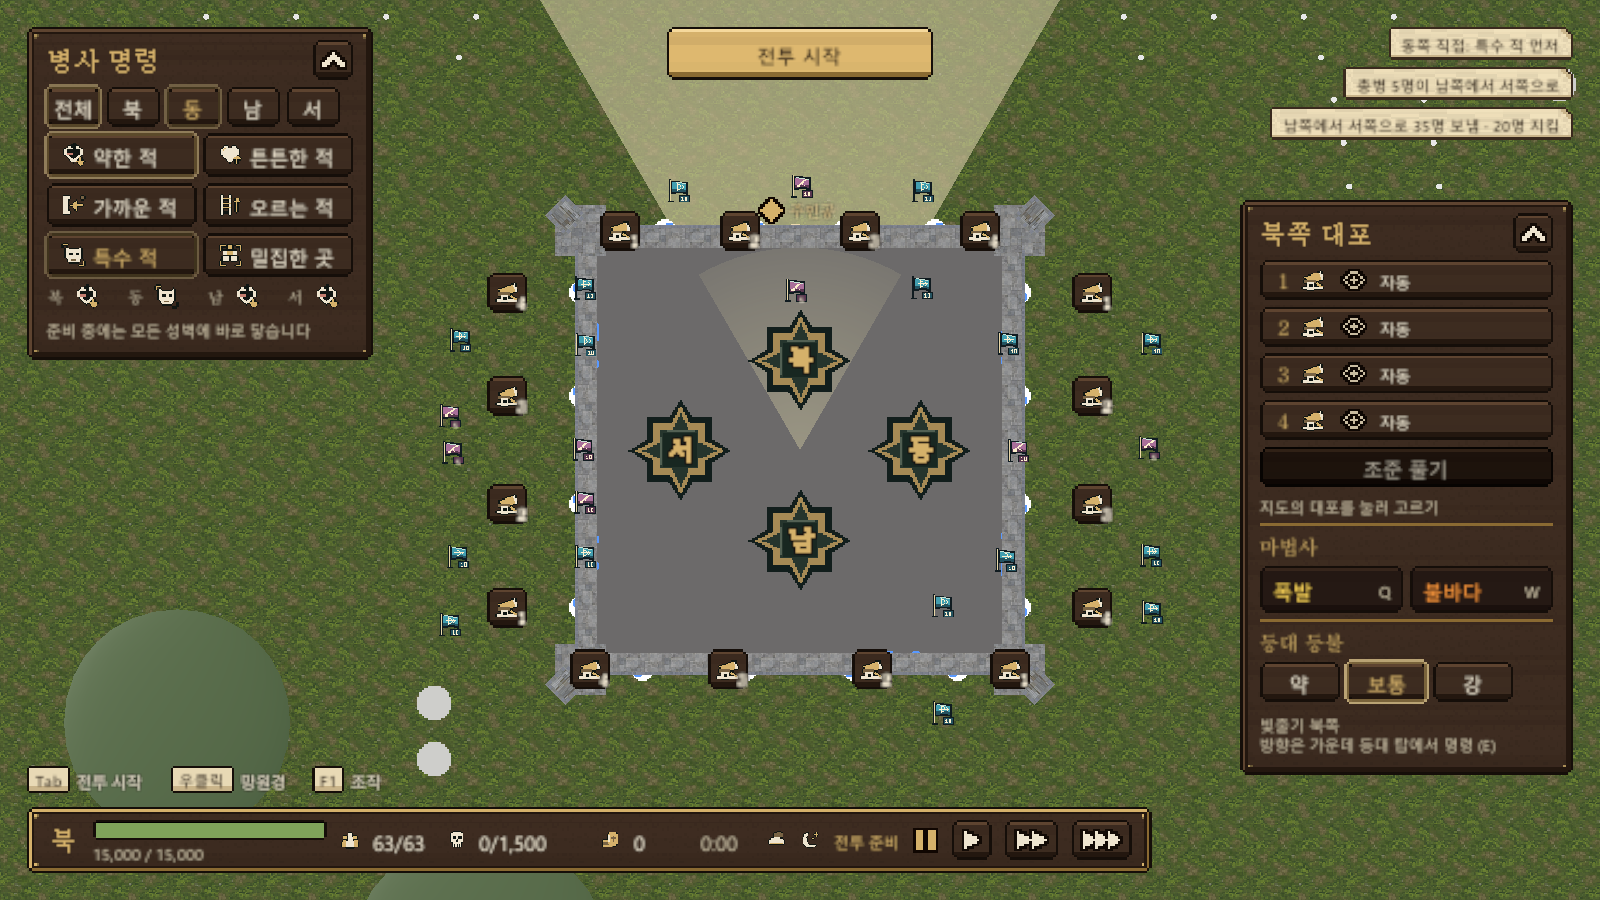 병사 명령
전체 북 동 남 서
약한 적 튼튼한 적
가까운 적 오르는 적
특수 적 밀집한 곳
북 동 남 서
준비 중에는 모든 성벽에 바로 닿습니다
전투 시작
동쪽 직접: 특수 적 먼저
총병 5명이 남쪽에서 서쪽으로
남쪽에서 서쪽으로 35명 보냄 - 20명 지킴
북
서
동
남
북쪽 대포
1 자동
2 자동
3 자동
4 자동
조준 풀기
지도의 대포를 눌러 고르기
마법사
폭발 Q 불바다 W
등대 등불
약 보통 강
빛줄기 북쪽
방향은 가운데 등대 탑에서 명령 (E)
Tab 전투 시작 우클릭 망원경 F1 조작
북 15,000 / 15,000 63/63 0/1,500 0 0:00 전투 준비